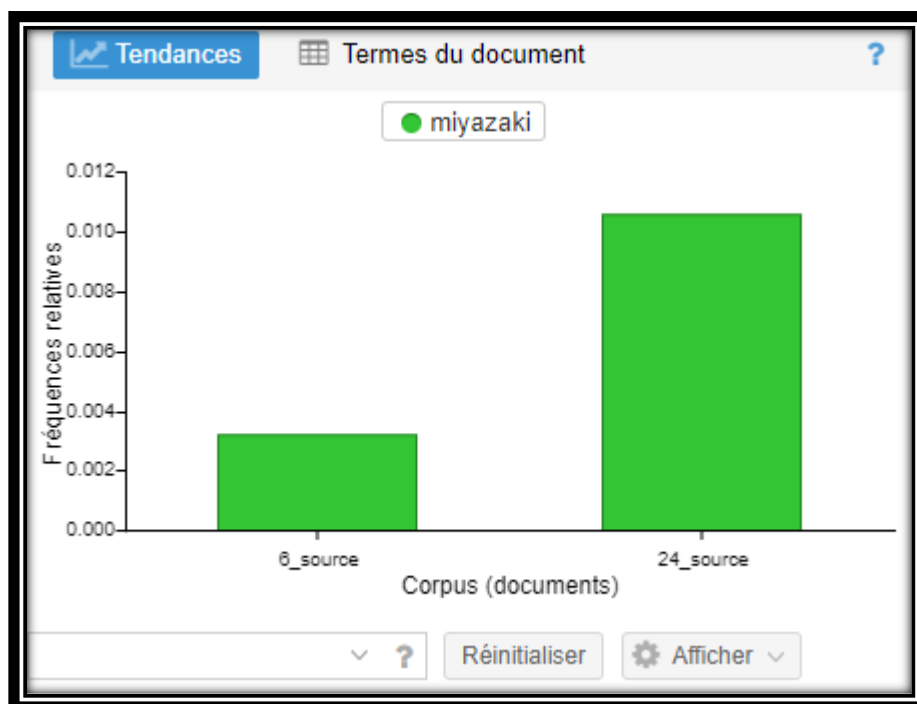 Tendances Termes du document ?
miyazaki
0.012
0.010
0.008
0.006
0.004
0.002
0.000
Fréquences relatives
6_source 24_source
Corpus (documents)
? Réinitialiser Afficher